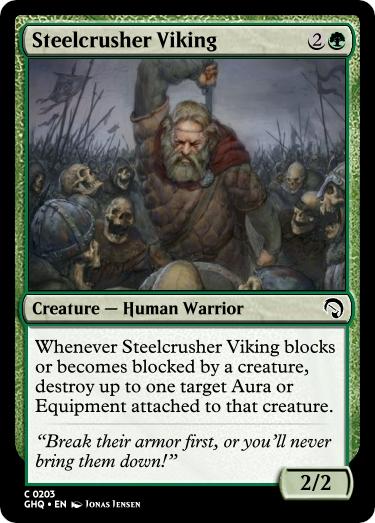 Steelcrusher Viking 2
Creature — Human Warrior
Whenever Steelcrusher Viking blocks
or becomes blocked by a creature,
destroy up to one target Aura or
Equipment attached to that creature.
“Break their armor first, or you’ll never
bring them down!”
2/2
C 0203
GHQ • EN Jonas Jensen